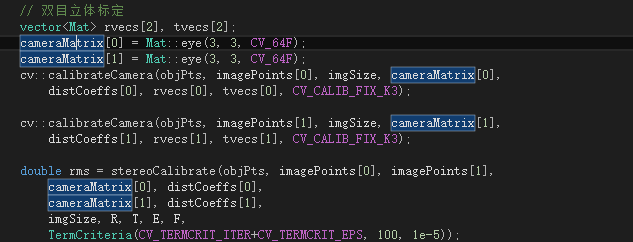 // 双目立体标定
vector<Mat> rvecs[2], tvecs[2];
cameraMatrix[0] = Mat::eye(3, 3, CV_64F);
cameraMatrix[1] = Mat::eye(3, 3, CV_64F);
cv::calibrateCamera(objPts, imagePoints[0], imgSize, cameraMatrix[0],
distCoeffs[0], rvecs[0], tvecs[0], CV_CALIB_FIX_K3);
cv::calibrateCamera(objPts, imagePoints[1], imgSize, cameraMatrix[1],
distCoeffs[1], rvecs[1], tvecs[1], CV_CALIB_FIX_K3);
double rms = stereoCalibrate(objPts, imagePoints[0], imagePoints[1],
cameraMatrix[0], distCoeffs[0],
cameraMatrix[1], distCoeffs[1],
imgSize, R, T, E, F,
TermCriteria(CV_TERMCRIT_ITER+CV_TERMCRIT_EPS, 100, 1e-5));